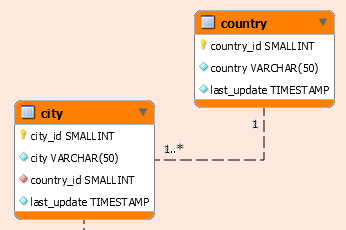 country
country_id SMALLINT
country VARCHAR(50)
last_update TIMESTAMP
1
1..*
city
city_id SMALLINT
city VARCHAR(50)
country_id SMALLINT
last_update TIMESTAMP